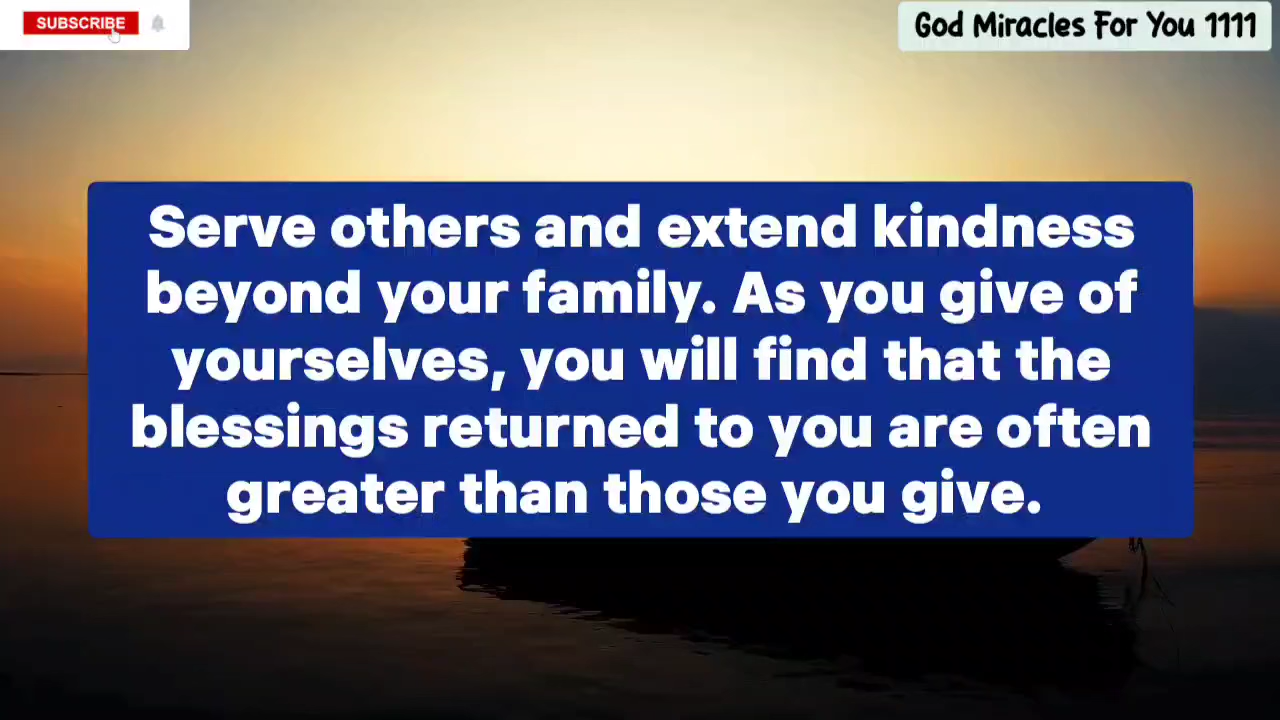 SUBSCRIBE
God Miracles For You 1111
Serve others and extend kindness
beyond your family. As you give of
yourselves, you will find that the
blessings returned to you are often
greater than those you give.